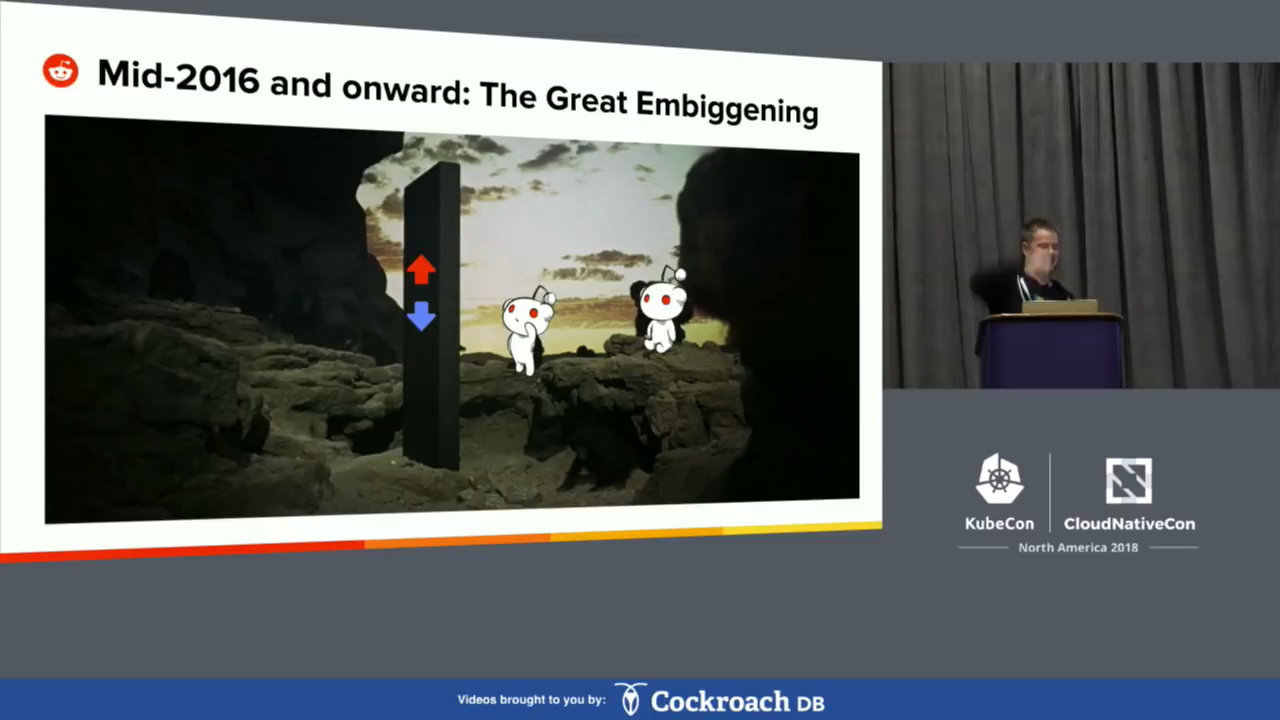 Mid-2016 and onward: The Great Embiggening
KubeCon
CloudNativeCon
North America 2018
Videos brought to you by:
Cockroach DB